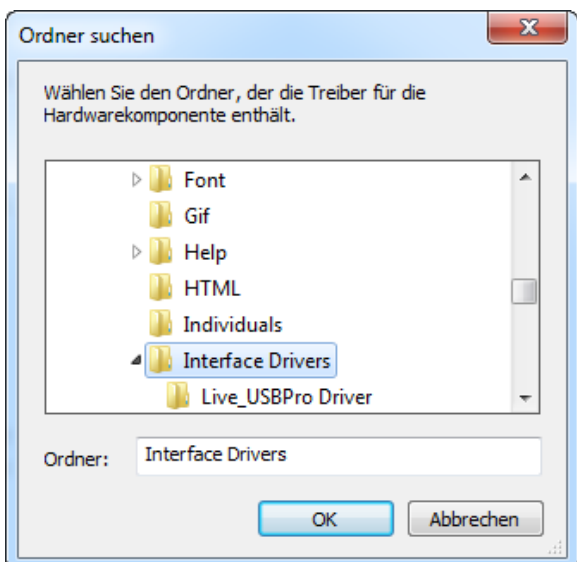 Ordner suchen
Wählen Sie den Ordner, der die Treiber für die
Hardwarekomponente enthält.
Font
Gif
Help
HTML
Individuals
Interface Drivers
Live_USBPro Driver
Ordner: Interface Drivers
OK Abbrechen